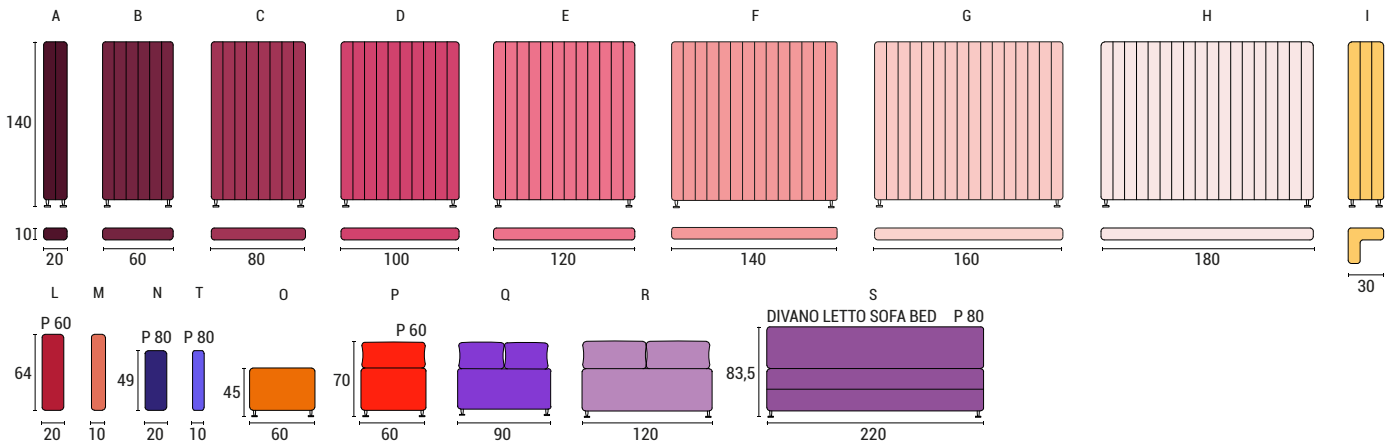 A B C D E F G H I
140
10
20 60 80 100 120 140 160 180 30
L M N T O P Q R S
P 60 P 80 P 80 P 60 DIVANO LETTO SOFA BED P 80
64 49 45 70 83,5
20 10 20 10 60 60 90 120 220